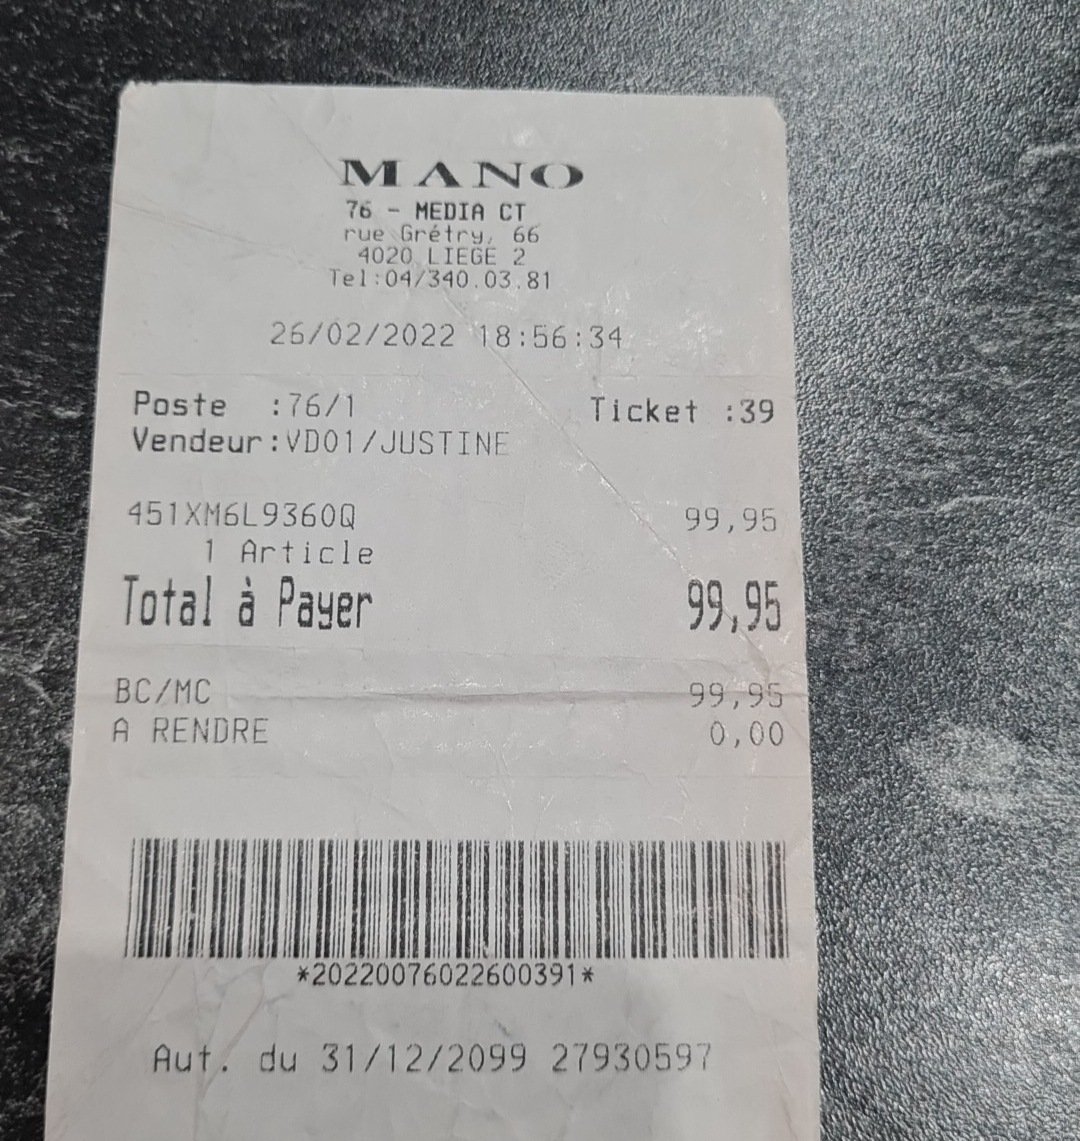 MANO
76 - MEDIA CT
rue Grétry, 66
4020 LIEGE 2
Tel:04/340.03.81
26/02/2022 18:56:34
Poste :76/1 Ticket :39
Vendeur:VD01/JUSTINE
451XM6L9360Q 99,95
1 Article
Total à Payer 99,95
BC/MC 99,95
A RENDRE 0,00
*20220076022600391*
Aut. du 31/12/2099 27930597